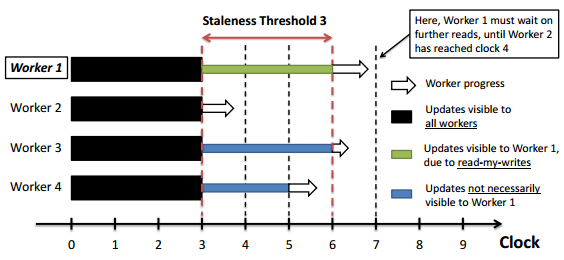 Staleness Threshold 3
Here, Worker 1 must wait on
further reads, until Worker 2
has reached clock 4
Worker 1
Worker 2
Worker 3
Worker 4
Worker progress
Updates visible to
all workers
Updates visible to Worker 1,
due to read-my-writes
Updates not necessarily
visible to Worker 1
0 1 2 3 4 5 6 7 8 9 Clock